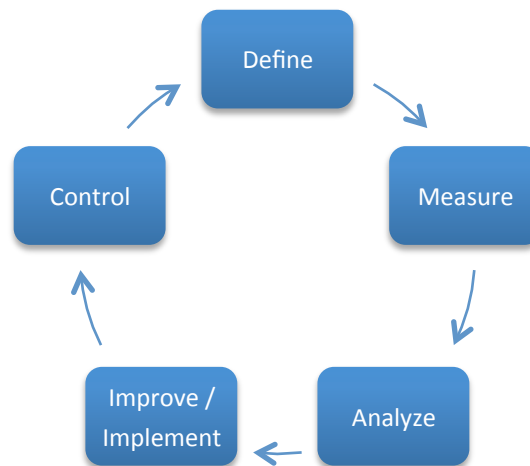 Define
Measure
Analyze
Improve /
Implement
Control